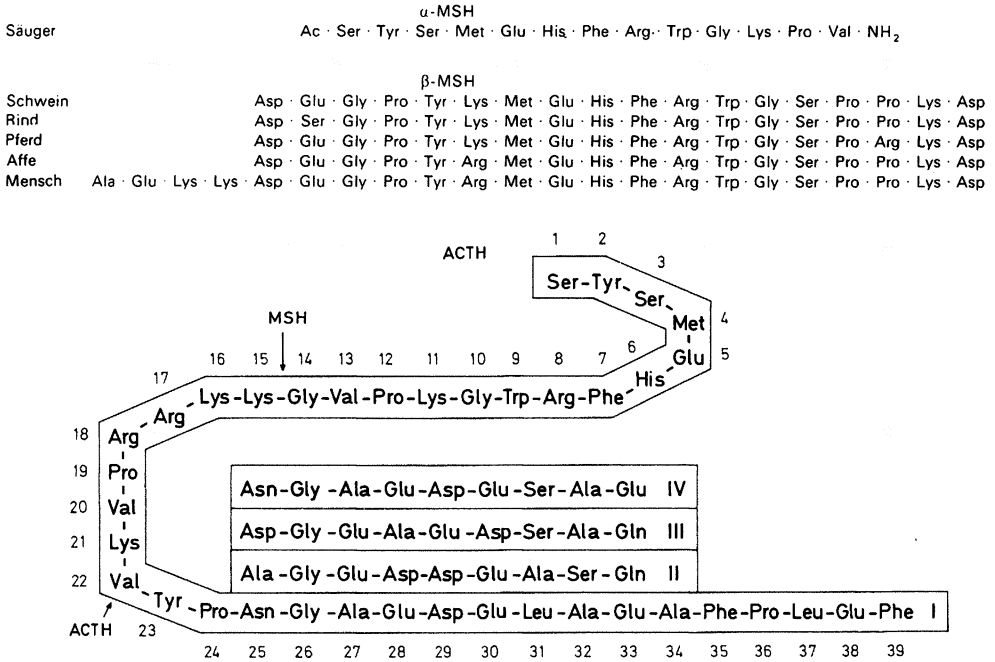 α-MSH
Säuger Ac · Ser · Tyr · Ser · Met · Glu · His · Phe · Arg · Trp · Gly · Lys · Pro · Val · NH₂
β-MSH
Schwein Asp · Glu · Gly · Pro · Tyr · Lys · Met · Glu · His · Phe · Arg · Trp · Gly · Ser · Pro · Pro · Lys · Asp
Rind Asp · Ser · Gly · Pro · Tyr · Lys · Met · Glu · His · Phe · Arg · Trp · Gly · Ser · Pro · Pro · Lys · Asp
Pferd Asp · Glu · Gly · Pro · Tyr · Lys · Met · Glu · His · Phe · Arg · Trp · Gly · Ser · Pro · Arg · Lys · Asp
Affe Asp · Glu · Gly · Pro · Tyr · Arg · Met · Glu · His · Phe · Arg · Trp · Gly · Ser · Pro · Pro · Lys · Asp
Mensch Ala · Glu · Lys · Lys · Asp · Glu · Gly · Pro · Tyr · Arg · Met · Glu · His · Phe · Arg · Trp · Gly · Ser · Pro · Pro · Lys · Asp
ACTH
1 2 3
Ser-Tyr-Ser
Met 4
Glu 5
His 6
MSH
16 15 14 13 12 11 10 9 8 7
Lys-Lys-Gly-Val-Pro-Lys-Gly-Trp-Arg-Phe
17 Arg
18 Arg
19 Pro
20 Val
21 Lys
22 Val
Asn-Gly-Ala-Glu-Asp-Glu-Ser-Ala-Glu IV
Asp-Gly-Glu-Ala-Glu-Asp-Ser-Ala-Gln III
Ala-Gly-Glu-Asp-Asp-Glu-Ala-Ser-Gln II
Tyr-Pro-Asn-Gly-Ala-Glu-Asp-Glu-Leu-Ala-Glu-Ala-Phe-Pro-Leu-Glu-Phe I
ACTH 23
24 25 26 27 28 29 30 31 32 33 34 35 36 37 38 39